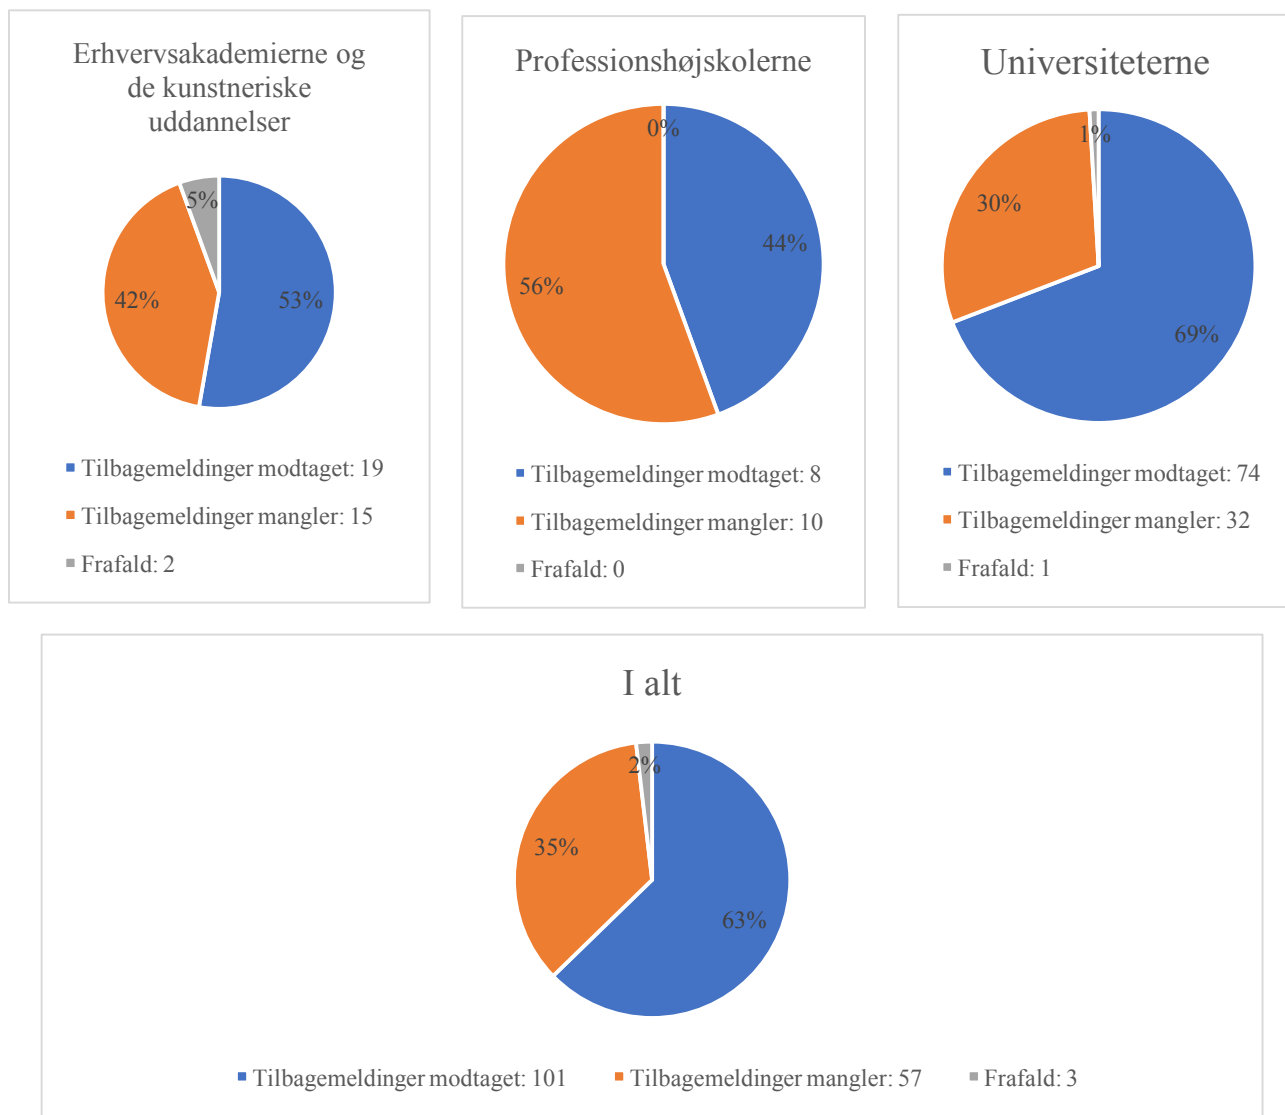 Erhvervsakademierne og
de kunstneriske
uddannelser
5%
42%
53%
Tilbagemeldinger modtaget: 19
Tilbagemeldinger mangler: 15
Frafald: 2
Professionshøjskolerne
0%
44%
56%
Tilbagemeldinger modtaget: 8
Tilbagemeldinger mangler: 10
Frafald: 0
Universiteterne
1%
30%
69%
Tilbagemeldinger modtaget: 74
Tilbagemeldinger mangler: 32
Frafald: 1
I alt
2%
35%
63%
Tilbagemeldinger modtaget: 101
Tilbagemeldinger mangler: 57
Frafald: 3